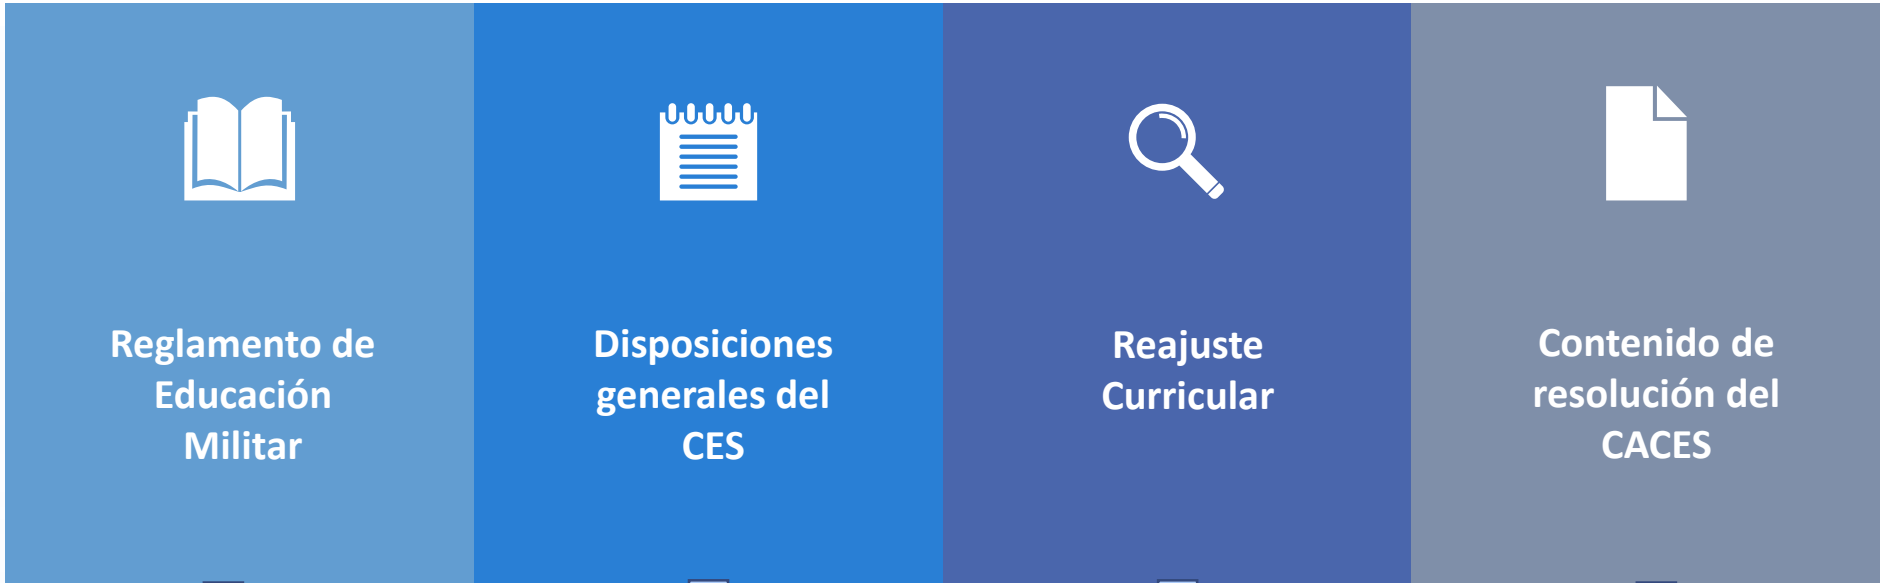 Reglamento de
Educación
Militar
Disposiciones
generales del
CES
Reajuste
Curricular
Contenido de
resolución del
CACES